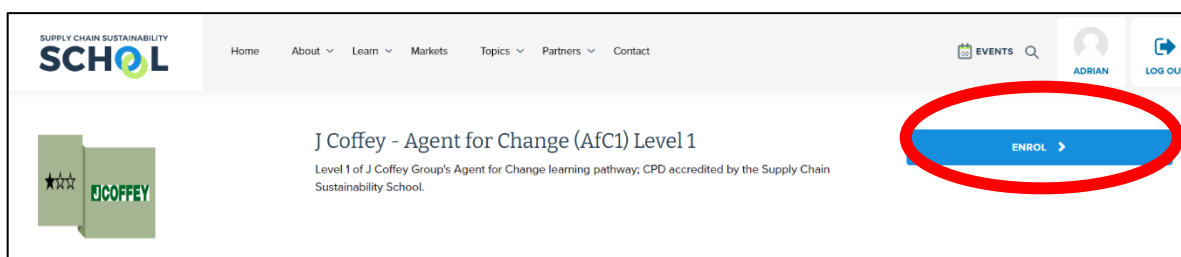 SUPPLY CHAIN SUSTAINABILITY
SCHOOL
Home About Learn Markets Topics Partners Contact
EVENTS
ADRIAN
LOG OU
J Coffey - Agent for Change (AfC1) Level 1
Level 1 of J Coffey Group's Agent for Change learning pathway; CPD accredited by the Supply Chain
Sustainability School.
ENROL
JCOFFEY